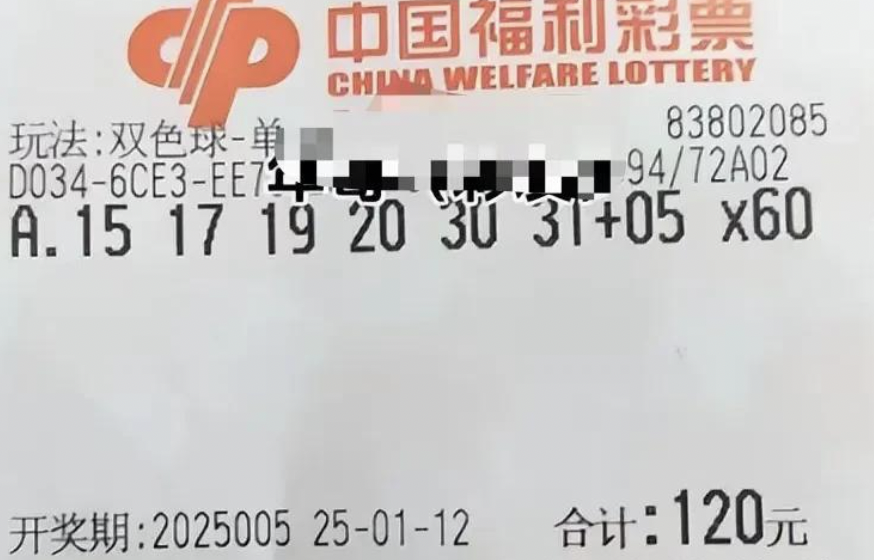 中国福利彩票
CHINA WELFARE LOTTERY
玩法:双色球-单
83802085
D034-6CE3-EE7
94/72A02
A.15 17 19 20 30 31+05 x60
开奖期:2025005 25-01-12
合计:120元